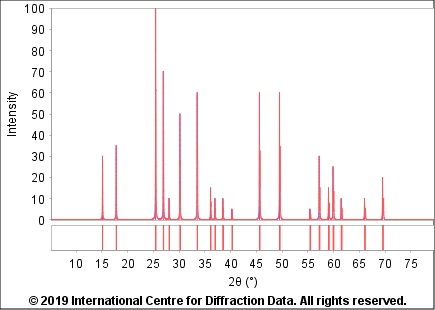 100
90
80
70
60
50
40
30
20
10
0
Intensity
10 15 20 25 30 35 40 45 50 55 60 65 70 75
2θ (°)
© 2019 International Centre for Diffraction Data. All rights reserved.